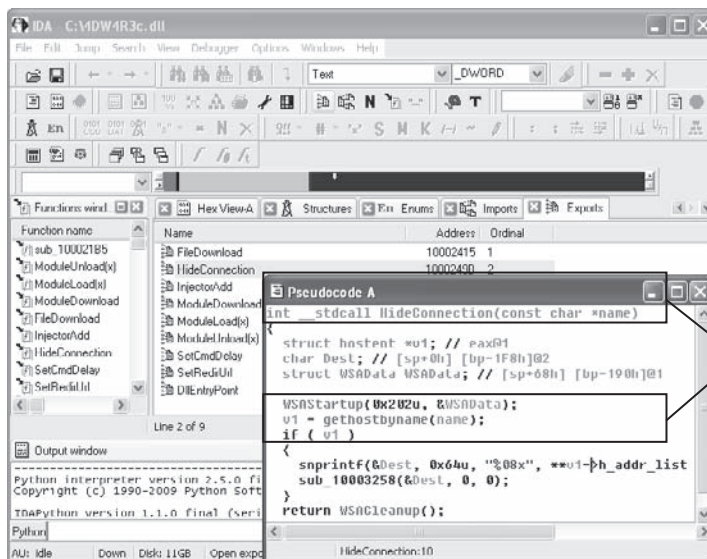 IDA C:\4DW4R3c.dll
File Edit Jump Search View Debugger Options Windows Help
Text _DWORD
En
Functions wind
Hex View-A Structures En Enums Imports Exports
Function name
sub_100021B5
ModuleUnload(x)
ModuleLoad(x)
ModuleDownload
FileDownload
InjectorAdd
HideConnection
SetCmdDelay
SetRedirUrl
Name Address Ordinal
FileDownload 10002415 1
HideConnection 10002490 2
InjectorAdd
ModuleDownload
ModuleLoad(x)
ModuleUnload(x)
SetCmdDelay
SetRedirUrl
DllEntryPoint
Line 2 of 9
Pseudocode A
int __stdcall HideConnection(const char *name)
{
struct hostent *v1; // eax@1
char Dest; // [sp+0h] [bp-1F8h]@2
struct WSAData WSAData; // [sp+68h] [bp-190h]@1
WSAStartup(0x202u, &WSAData);
v1 = gethostbyname(name);
if ( v1 )
{
snprintf(&Dest, 0x64u, "%08x", **v1->h_addr_list
sub_10003258(&Dest, 0, 0);
}
return WSACleanup();
HideConnection:10
Output window
Python interpreter version 2.5.0 fi
Copyright (c) 1990-2009 Python Soft
IDAPython version 1.1.0 final (seri
Python
AU: idle Down Disk: 11GB Open expo